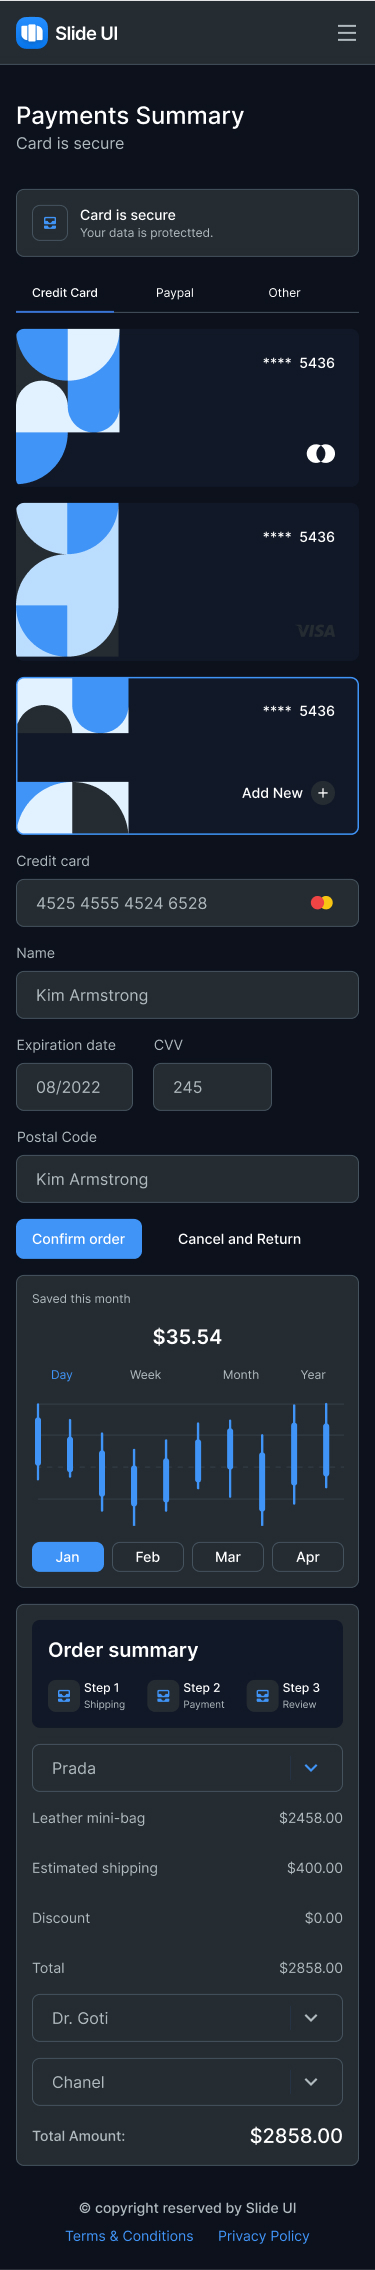 Slide UI
Payments Summary
Card is secure
Card is secure
Your data is protectted.
Credit Card Paypal Other
**** 5436
**** 5436
VISA
**** 5436
Add New
Credit card
4525 4555 4524 6528
Name
Kim Armstrong
Expiration date CVV
08/2022 245
Postal Code
Kim Armstrong
Confirm order Cancel and Return
Saved this month
$35.54
Day Week Month Year
Jan Feb Mar Apr
Order summary
Step 1 Step 2 Step 3
Shipping Payment Review
Prada
Leather mini-bag $2458.00
Estimated shipping $400.00
Discount $0.00
Total $2858.00
Dr. Goti
Chanel
Total Amount: $2858.00
© copyright reserved by Slide UI
Terms & Conditions Privacy Policy